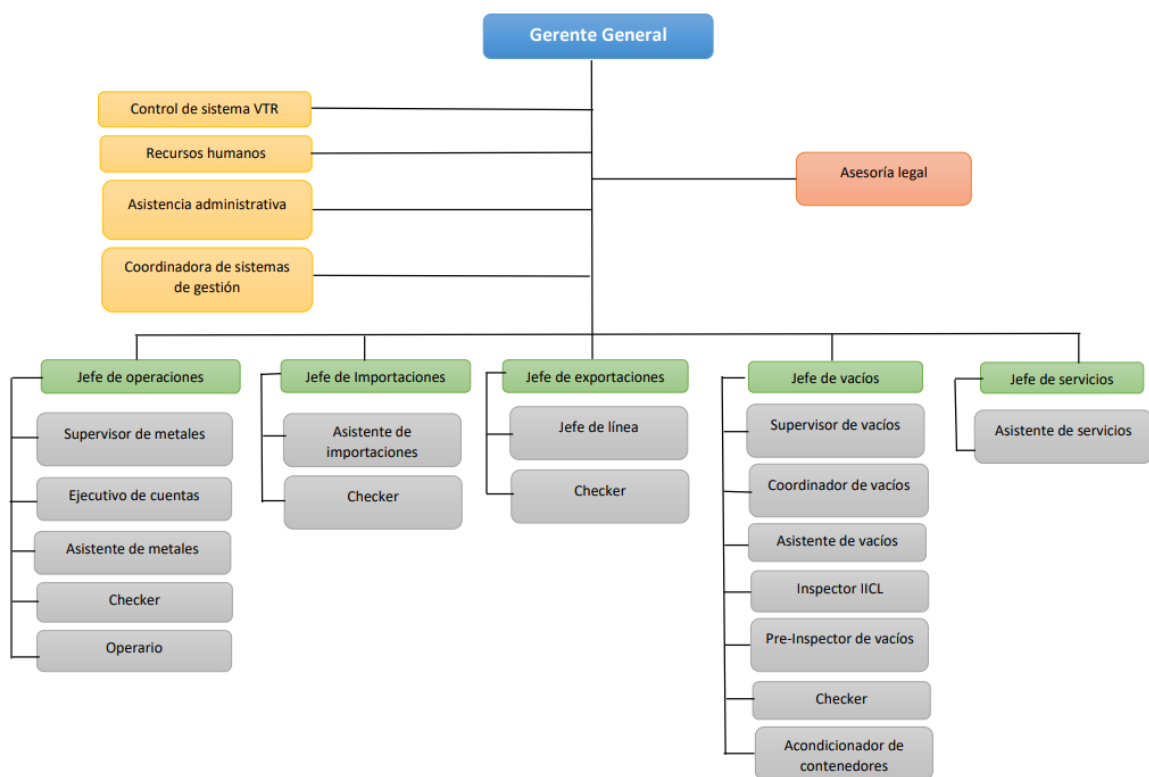 Gerente General
Control de sistema VTR
Recursos humanos
Asistencia administrativa
Coordinadora de sistemas
de gestión
Asesoría legal
Jefe de operaciones
Supervisor de metales
Ejecutivo de cuentas
Asistente de metales
Checker
Operario
Jefe de Importaciones
Asistente de
importaciones
Checker
Jefe de exportaciones
Jefe de línea
Checker
Jefe de vacíos
Supervisor de vacíos
Coordinador de vacíos
Asistente de vacíos
Inspector IICL
Pre-Inspector de vacíos
Checker
Acondicionador de
contenedores
Jefe de servicios
Asistente de servicios